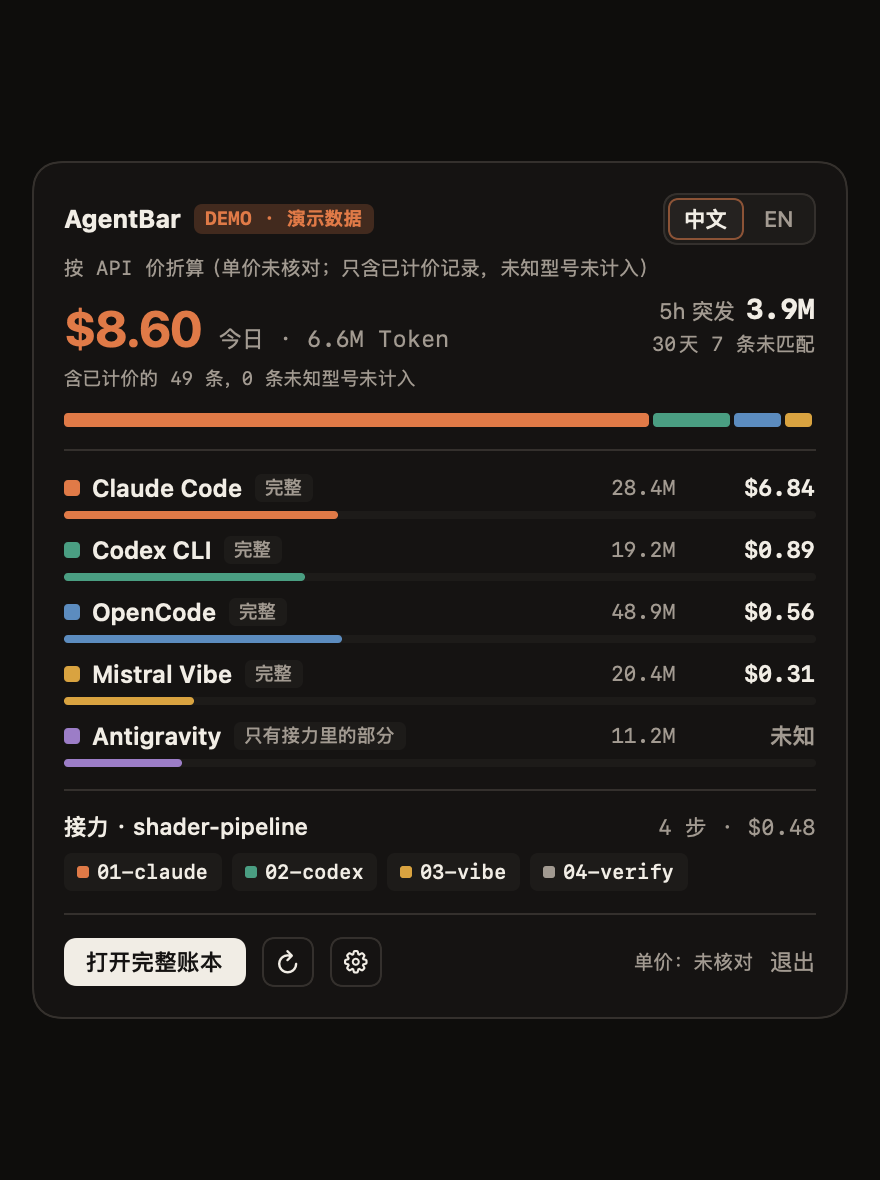 AgentBar DEMO · 演示数据 中文 EN
按 API 价折算 (单价未核对; 只含已计价记录, 未知型号未计入)
$8.60 今日 · 6.6M Token 5h 突发 3.9M
30天 7 条未匹配
含已计价的 49 条, 0 条未知型号未计入
Claude Code 完整 28.4M $6.84
Codex CLI 完整 19.2M $0.89
OpenCode 完整 48.9M $0.56
Mistral Vibe 完整 20.4M $0.31
Antigravity 只有接力里的部分 11.2M 未知
接力 · shader-pipeline 4 步 · $0.48
01-claude 02-codex 03-vibe 04-verify
打开完整账本 单价: 未核对 退出